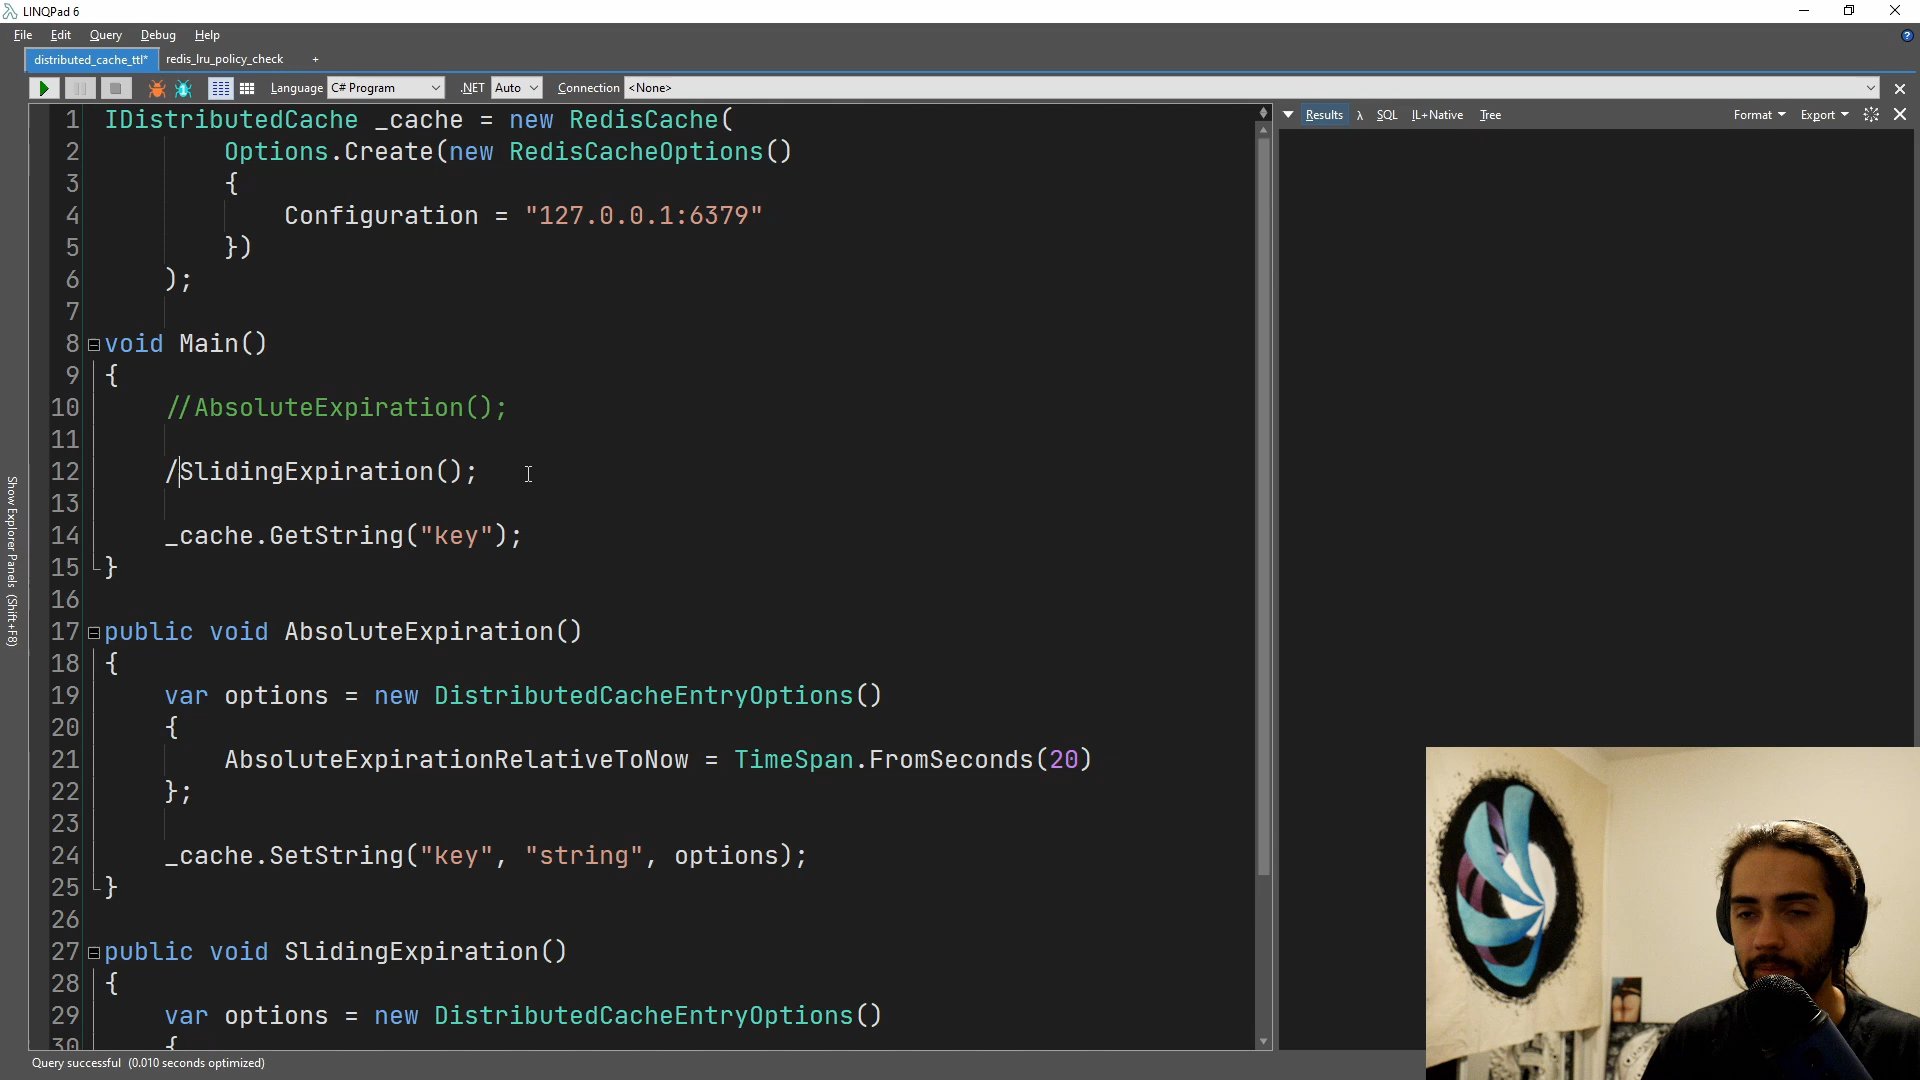 LINQPad 6
File Edit Query Debug Help
distributed_cache_ttl* redis_lru_policy_check +
Language C# Program .NET Auto Connection <None>
Results λ SQL IL+Native Tree Format Export
Show Explorer Panels (Shift+F8)
1 IDistributedCache _cache = new RedisCache(
2 Options.Create(new RedisCacheOptions()
3 {
4 Configuration = "127.0.0.1:6379"
5 })
6 );
7
8 void Main()
9 {
10 //AbsoluteExpiration();
11
12 /SlidingExpiration();
13
14 _cache.GetString("key");
15 }
16
17 public void AbsoluteExpiration()
18 {
19 var options = new DistributedCacheEntryOptions()
20 {
21 AbsoluteExpirationRelativeToNow = TimeSpan.FromSeconds(20)
22 };
23
24 _cache.SetString("key", "string", options);
25 }
26
27 public void SlidingExpiration()
28 {
29 var options = new DistributedCacheEntryOptions()
30 {
Query successful (0.010 seconds optimized)